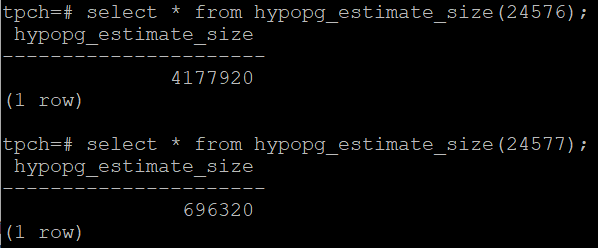 tpch=# select * from hypopg_estimate_size(24576);
 hypopg_estimate_size
----------------------
              4177920
(1 row)

tpch=# select * from hypopg_estimate_size(24577);
 hypopg_estimate_size
----------------------
               696320
(1 row)